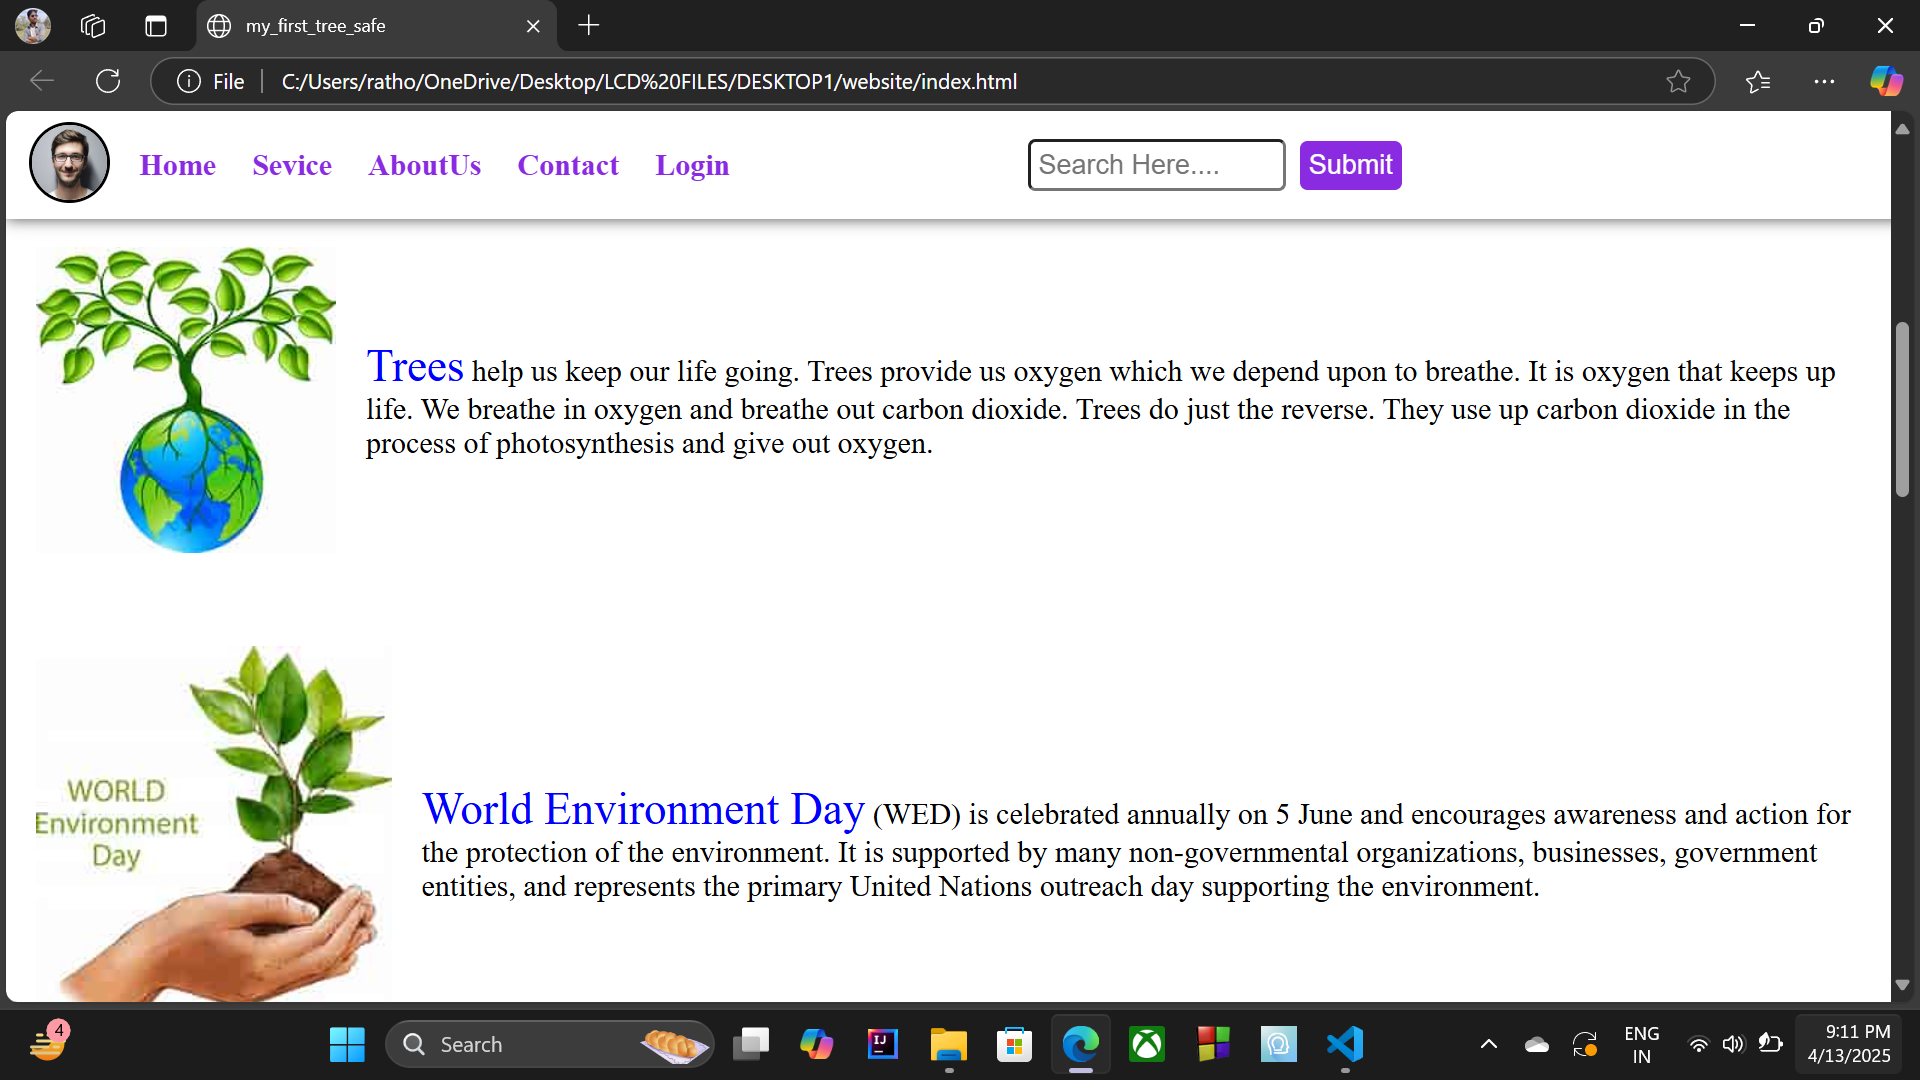 my_first_tree_safe
File C:/Users/ratho/OneDrive/Desktop/LCD%20FILES/DESKTOP1/website/index.html
Home Sevice AboutUs Contact Login Search Here.... Submit
Trees help us keep our life going. Trees provide us oxygen which we depend upon to breathe. It is oxygen that keeps up
life. We breathe in oxygen and breathe out carbon dioxide. Trees do just the reverse. They use up carbon dioxide in the
process of photosynthesis and give out oxygen.
WORLD
Environment
Day
World Environment Day (WED) is celebrated annually on 5 June and encourages awareness and action for
the protection of the environment. It is supported by many non-governmental organizations, businesses, government
entities, and represents the primary United Nations outreach day supporting the environment.
4
Search
IJ
ENG
IN
9:11 PM
4/13/2025